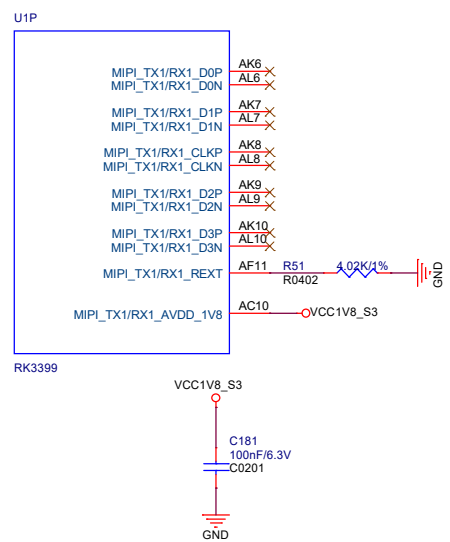 U1P
MIPI_TX1/RX1_D0P AK6
MIPI_TX1/RX1_D0N AL6
MIPI_TX1/RX1_D1P AK7
MIPI_TX1/RX1_D1N AL7
MIPI_TX1/RX1_CLKP AK8
MIPI_TX1/RX1_CLKN AL8
MIPI_TX1/RX1_D2P AK9
MIPI_TX1/RX1_D2N AL9
MIPI_TX1/RX1_D3P AK10
MIPI_TX1/RX1_D3N AL10
MIPI_TX1/RX1_REXT AF11 R51 4.02K/1%
R0402
GND
MIPI_TX1/RX1_AVDD_1V8 AC10 VCC1V8_S3
RK3399
VCC1V8_S3
C181
100nF/6.3V
C0201
GND